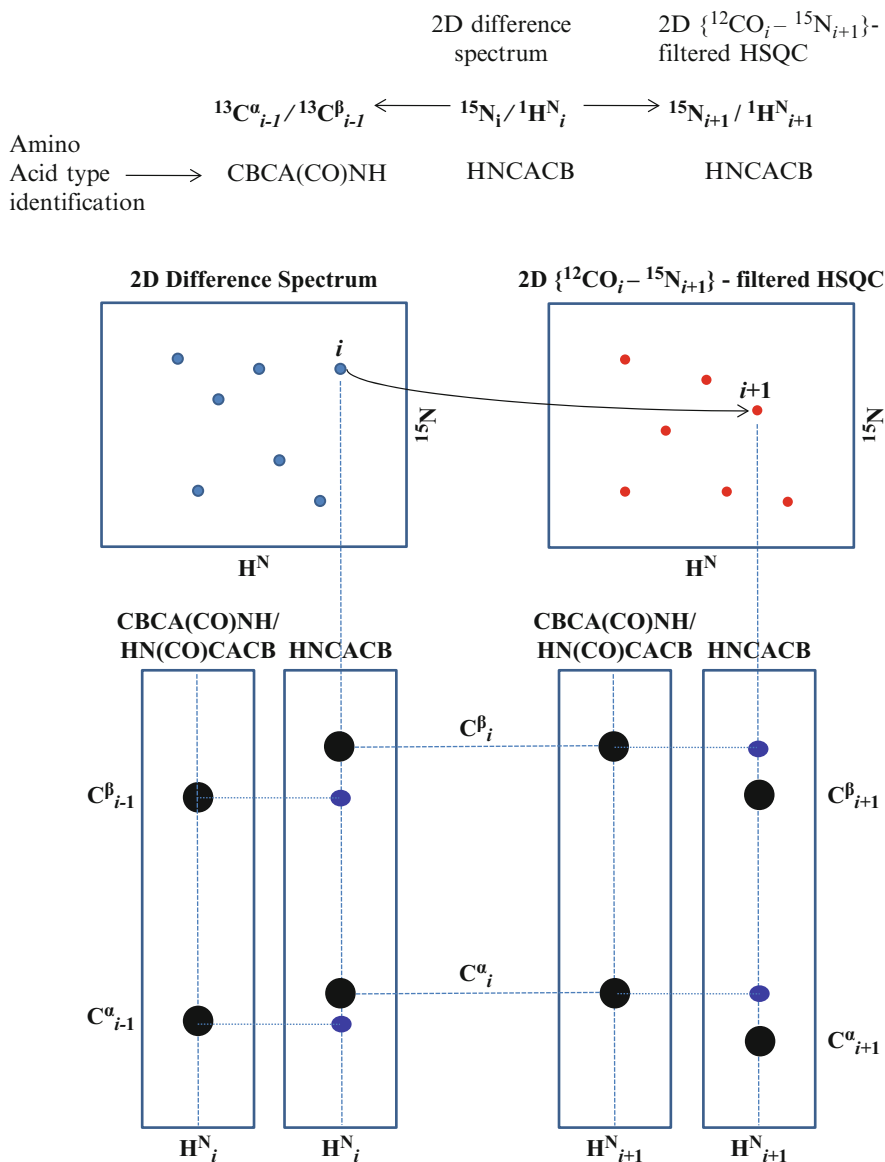 2D difference spectrum
2D {¹²COᵢ – ¹⁵Nᵢ₊₁}-filtered HSQC
¹³Cᵅᵢ₋₁/¹³Cᵝᵢ₋₁
¹⁵Nᵢ/¹Hᴺᵢ
¹⁵Nᵢ₊₁/¹Hᴺᵢ₊₁
Amino
Acid type
identification
CBCA(CO)NH
HNCACB
HNCACB
2D Difference Spectrum
2D {¹²COᵢ – ¹⁵Nᵢ₊₁} - filtered HSQC
i
¹⁵N
Hᴺ
i+1
¹⁵N
Hᴺ
CBCA(CO)NH/
HN(CO)CACB
HNCACB
CBCA(CO)NH/
HN(CO)CACB
HNCACB
Cᵝᵢ
Cᵝᵢ₋₁
Cᵝᵢ₊₁
Cᵅᵢ
Cᵅᵢ₋₁
Cᵅᵢ₊₁
Hᴺᵢ
Hᴺᵢ
Hᴺᵢ₊₁
Hᴺᵢ₊₁